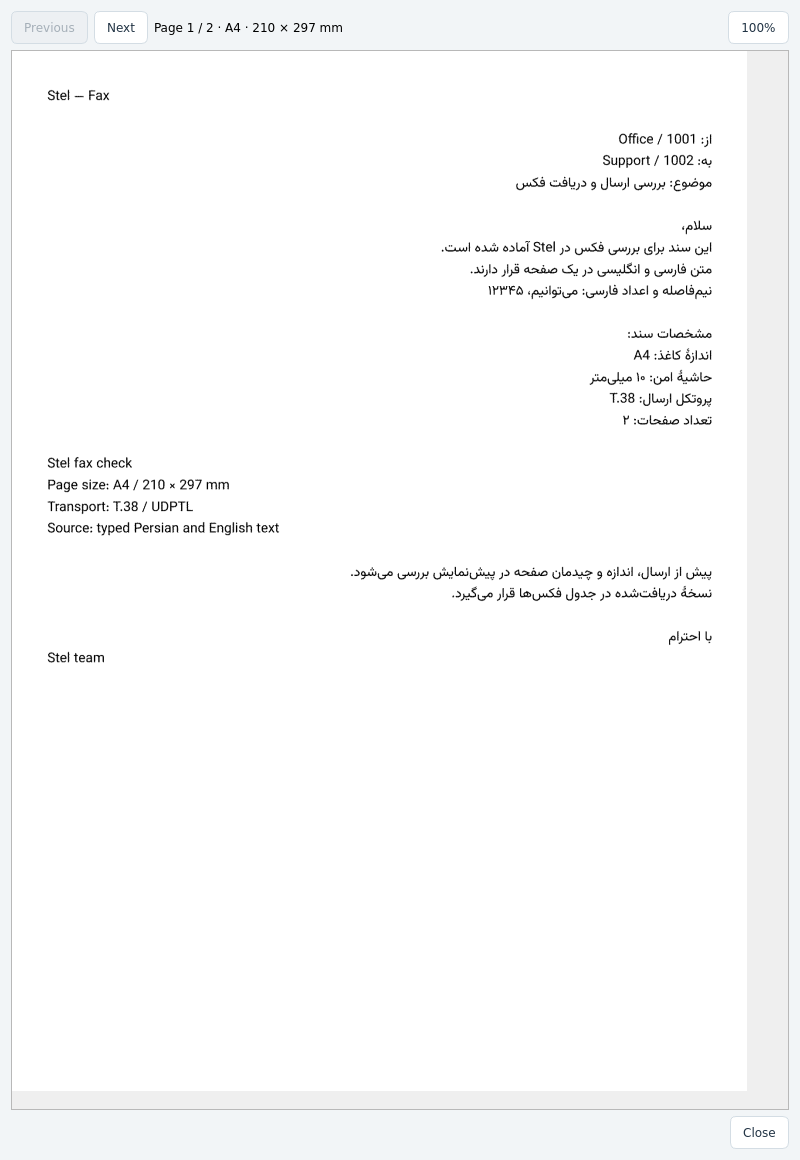 Previous
Next
Page 1 / 2 · A4 · 210 × 297 mm
100%
Stel — Fax
از: Office / 1001
به: Support / 1002
موضوع: بررسی ارسال و دریافت فکس
سلام،
این سند برای بررسی فکس در Stel آماده شده است.
متن فارسی و انگلیسی در یک صفحه قرار دارند.
نیم‌فاصله و اعداد فارسی: می‌توانیم، ۱۲۳۴۵
مشخصات سند:
اندازهٔ کاغذ: A4
حاشیهٔ امن: ۱۰ میلی‌متر
پروتکل ارسال: T.38
تعداد صفحات: ۲
Stel fax check
Page size: A4 / 210 × 297 mm
Transport: T.38 / UDPTL
Source: typed Persian and English text
پیش از ارسال، اندازه و چیدمان صفحه در پیش‌نمایش بررسی می‌شود.
نسخهٔ دریافت‌شده در جدول فکس‌ها قرار می‌گیرد.
با احترام
Stel team
Close